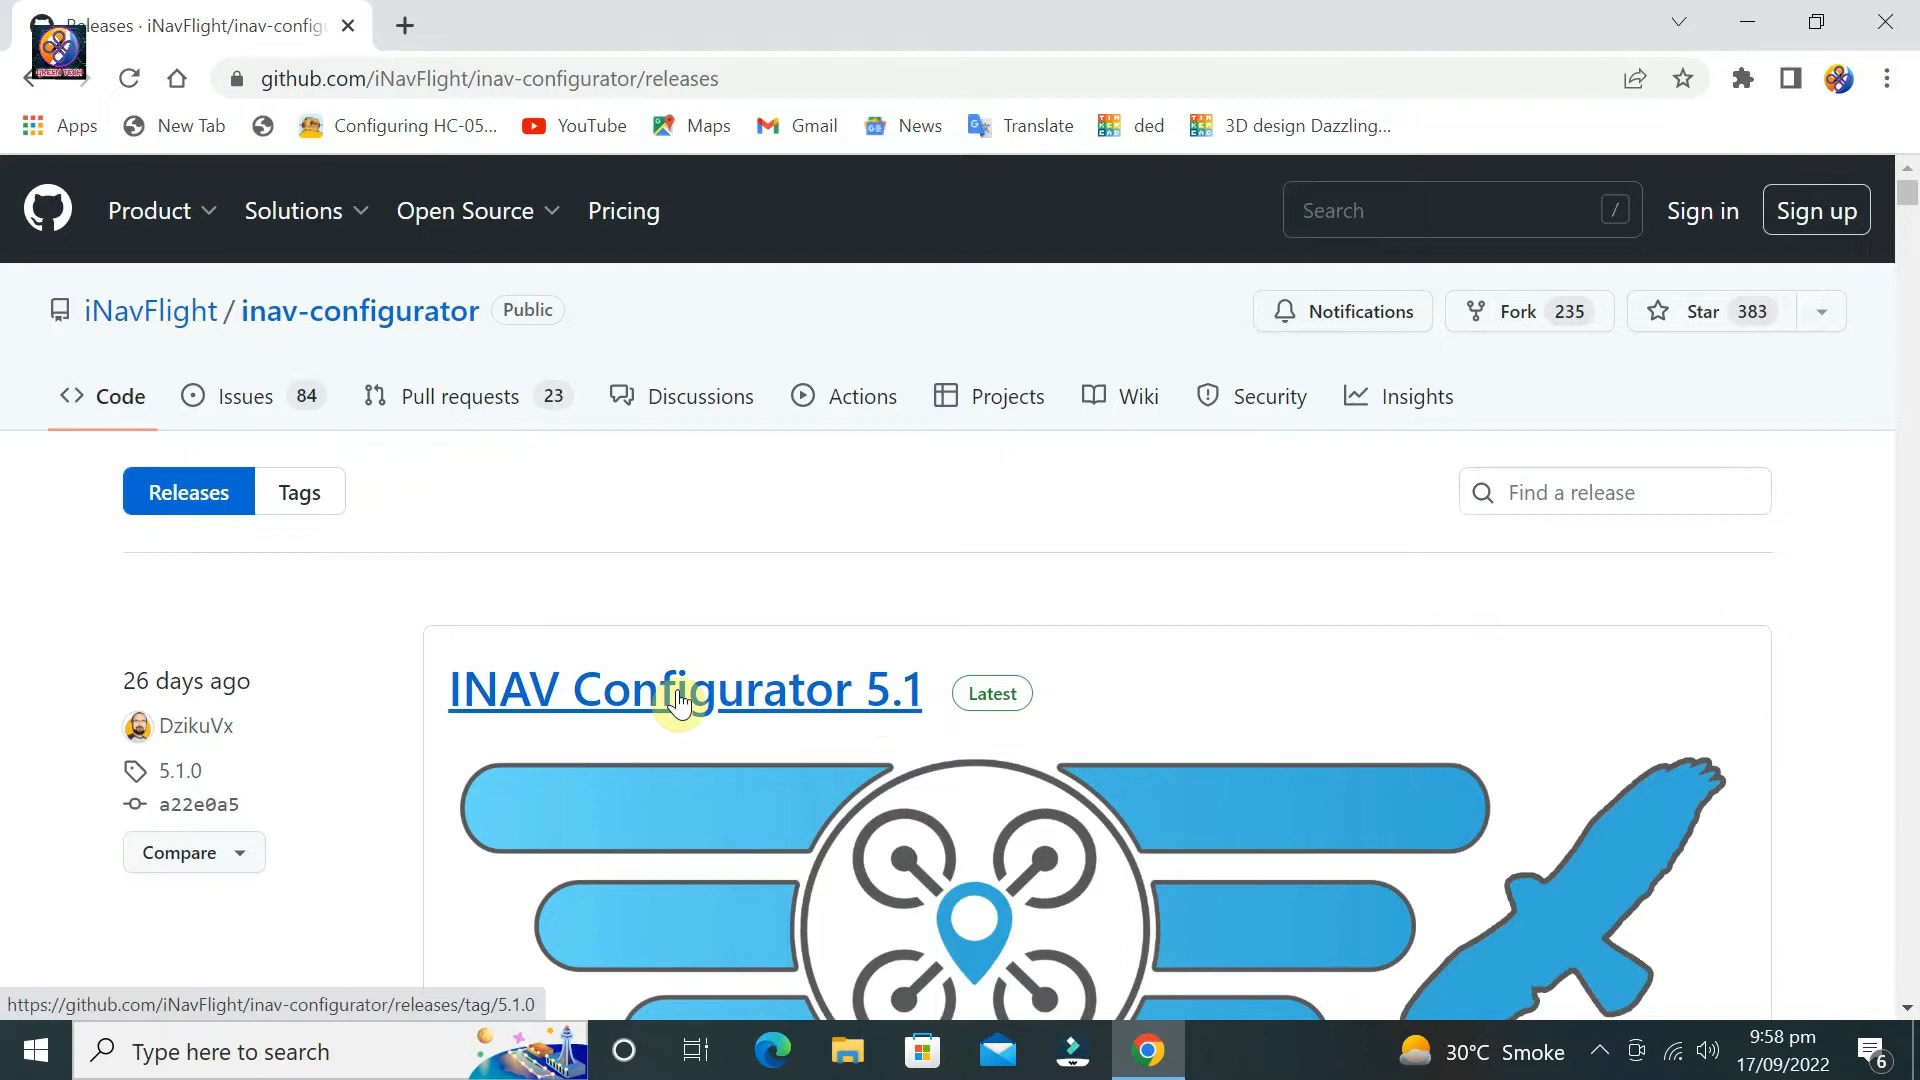 Releases · iNavFlight/inav-config
GREEN TECH
github.com/iNavFlight/inav-configurator/releases
Apps New Tab Configuring HC-05... YouTube Maps Gmail News Translate ded 3D design Dazzling...
Product Solutions Open Source Pricing Search / Sign in Sign up
iNavFlight / inav-configurator Public Notifications Fork 235 Star 383
Code Issues 84 Pull requests 23 Discussions Actions Projects Wiki Security Insights
Releases Tags Find a release
26 days ago
DzikuVx
5.1.0
a22e0a5
Compare
INAV Configurator 5.1 Latest
https://github.com/iNavFlight/inav-configurator/releases/tag/5.1.0
Type here to search 30°C Smoke 9:58 pm
17/09/2022
6